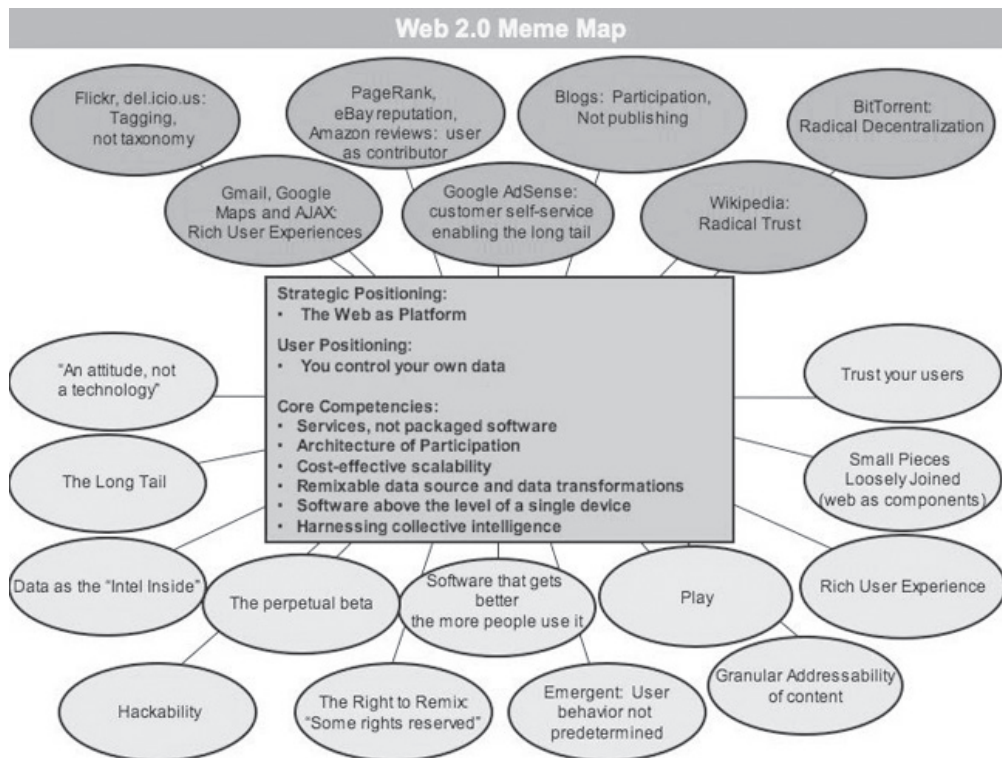 Web 2.0 Meme Map
Flickr, del.icio.us:
Tagging,
not taxonomy
PageRank,
eBay reputation,
Amazon reviews: user
as contributor
Blogs: Participation,
Not publishing
BitTorrent:
Radical Decentralization
Gmail, Google
Maps and AJAX:
Rich User Experiences
Google AdSense:
customer self-service
enabling the long tail
Wikipedia:
Radical Trust
Strategic Positioning:
• The Web as Platform
User Positioning:
• You control your own data
Core Competencies:
• Services, not packaged software
• Architecture of Participation
• Cost-effective scalability
• Remixable data source and data transformations
• Software above the level of a single device
• Harnessing collective intelligence
"An attitude, not
a technology"
Trust your users
The Long Tail
Small Pieces
Loosely Joined
(web as components)
Data as the "Intel Inside"
The perpetual beta
Software that gets
better
the more people use it
Play
Rich User Experience
Hackability
The Right to Remix:
"Some rights reserved"
Emergent: User
behavior not
predetermined
Granular Addressability
of content